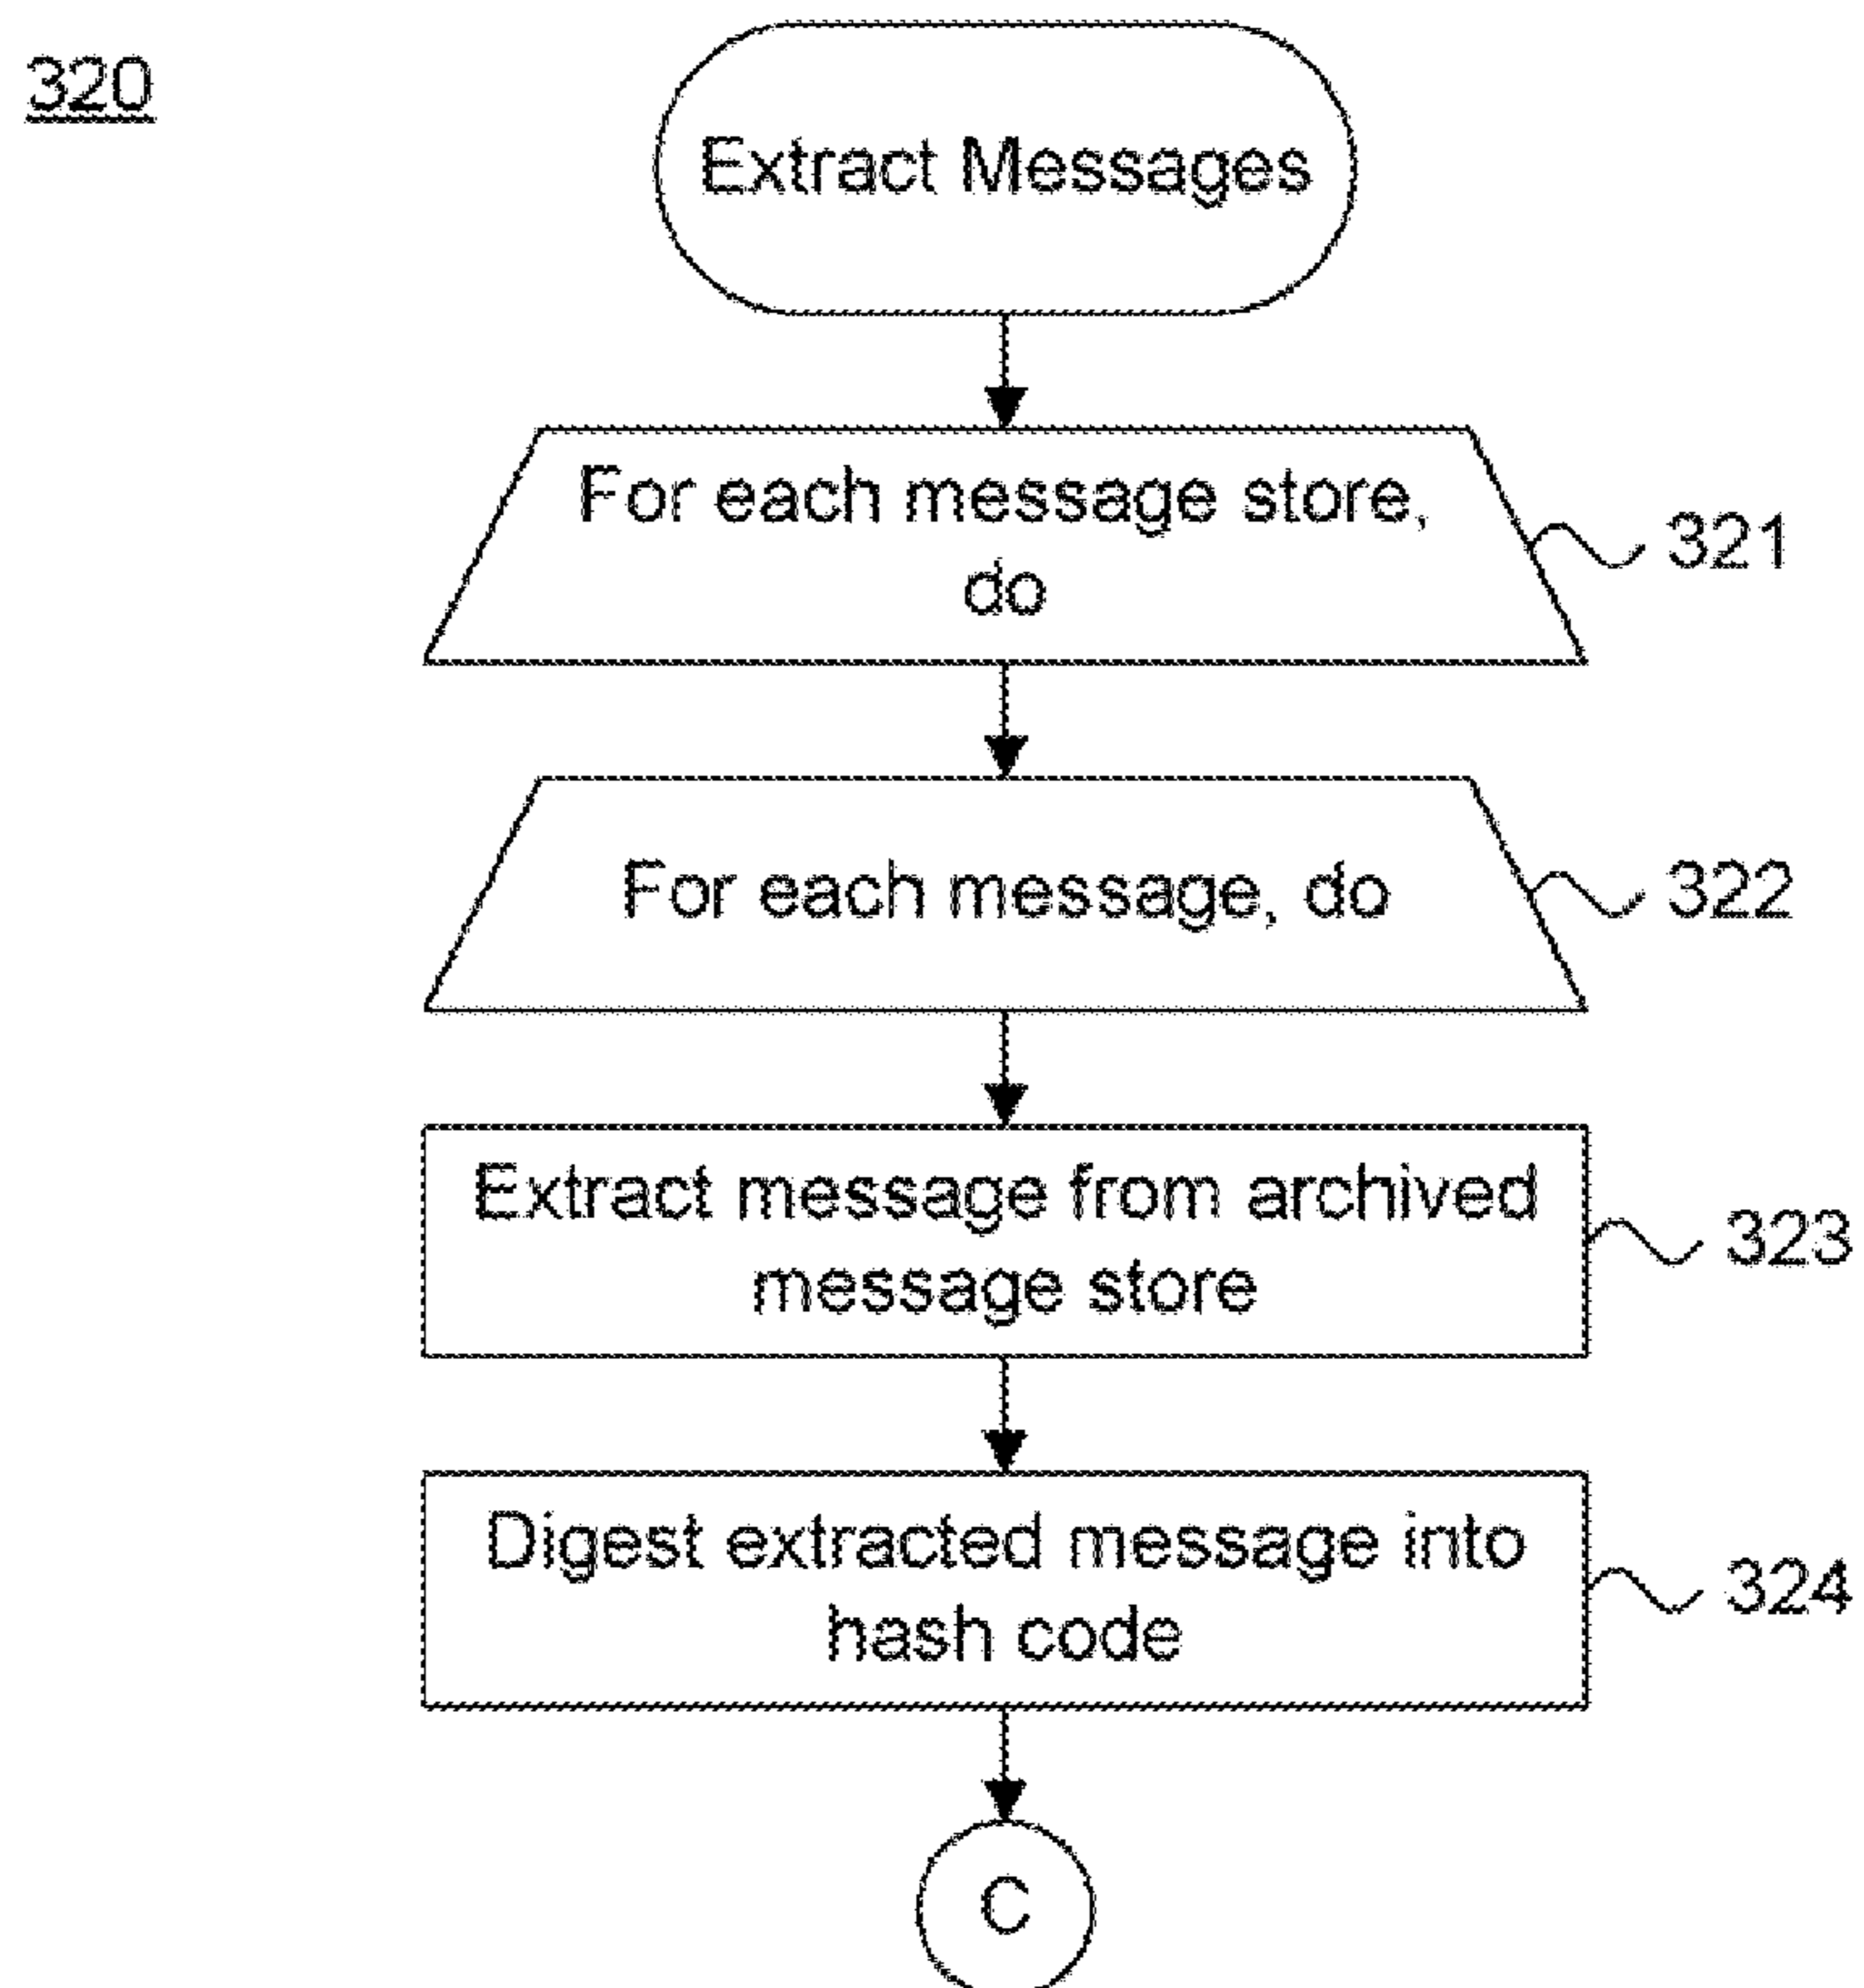 320
Extract Messages
For each message store,
do
321
For each message, do
322
Extract message from archived
message store
323
Digest extracted message into
hash code
324
C